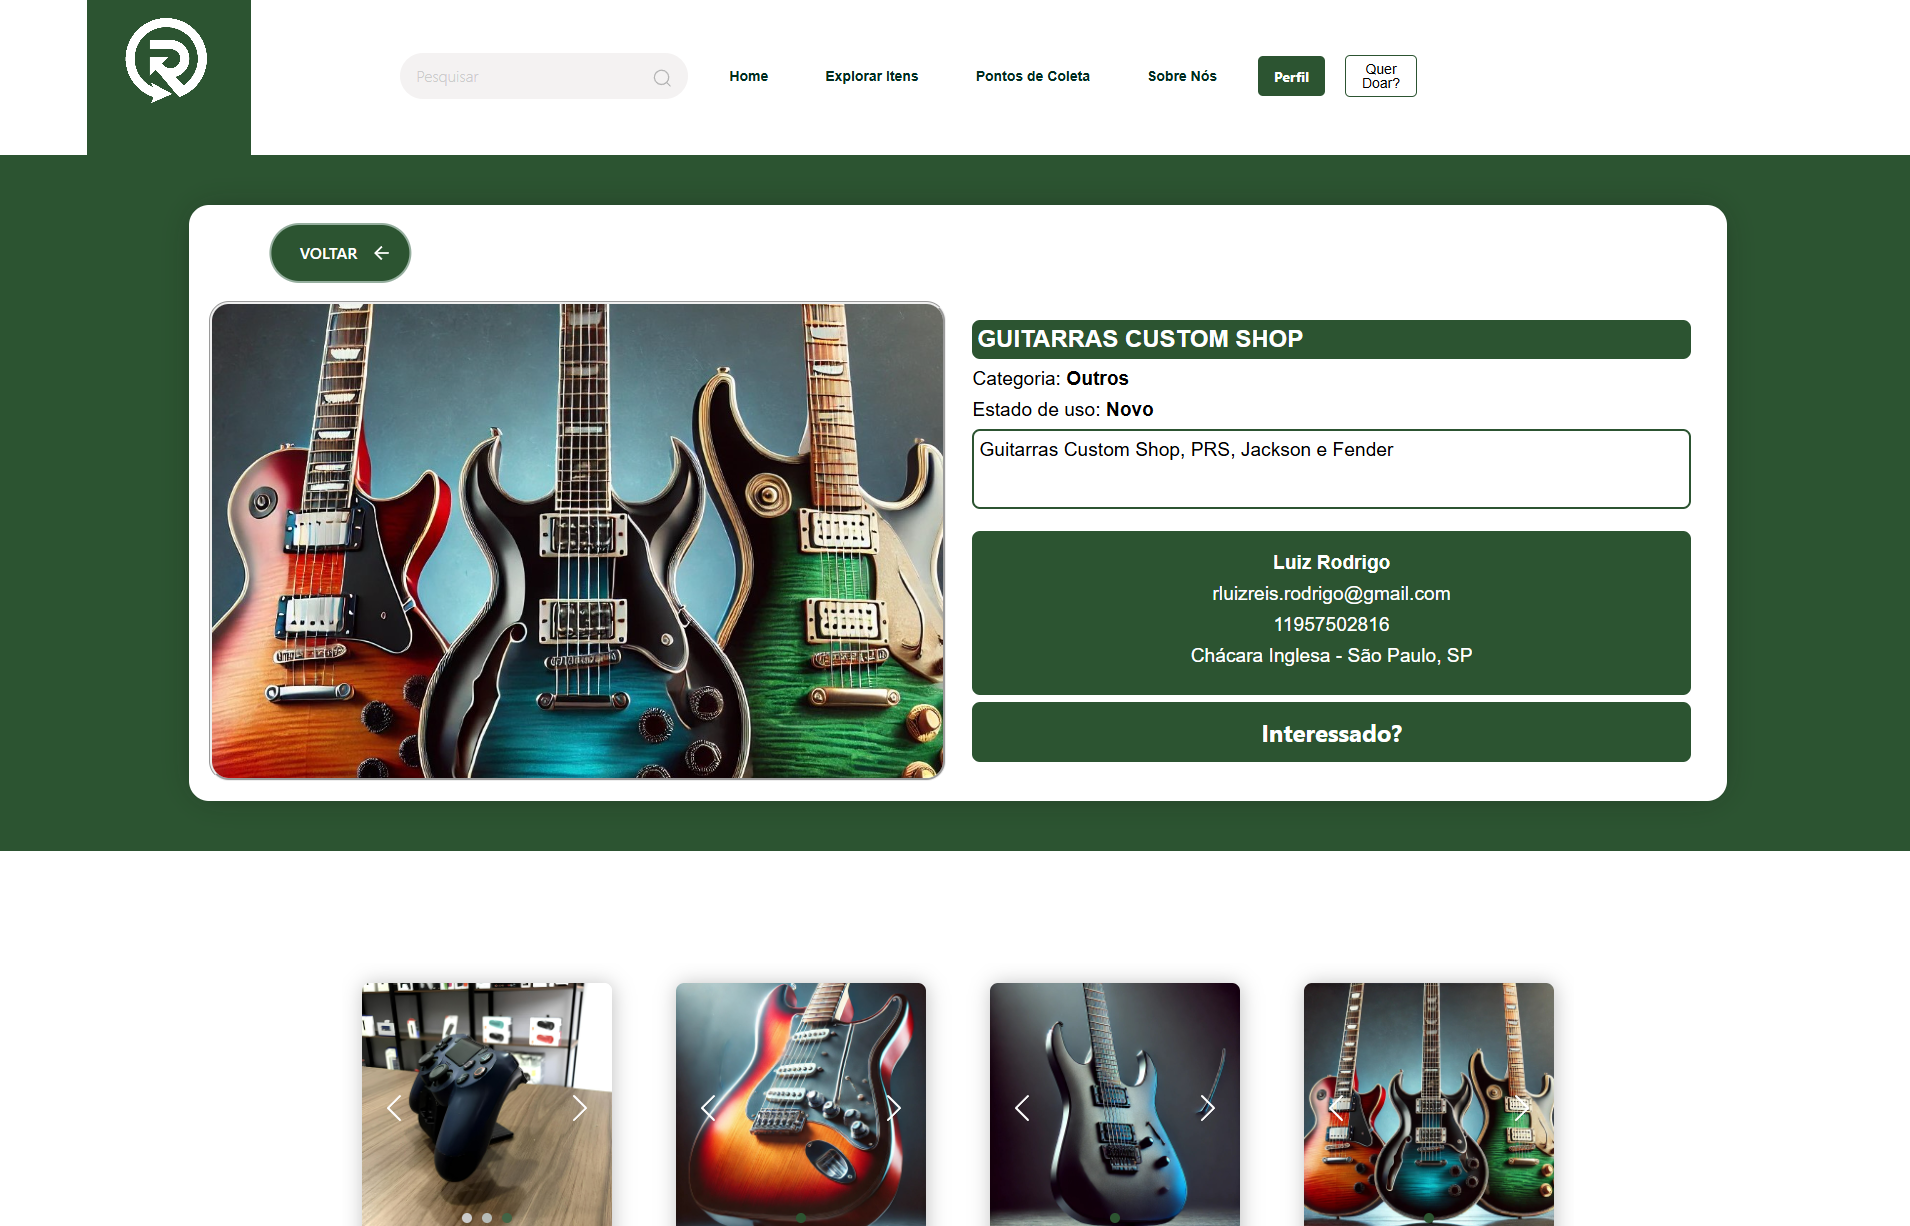 Pesquisar
Home
Explorar Itens
Pontos de Coleta
Sobre Nós
Perfil
Quer
Doar?
VOLTAR
GUITARRAS CUSTOM SHOP
Categoria: Outros
Estado de uso: Novo
Guitarras Custom Shop, PRS, Jackson e Fender
Luiz Rodrigo
rluizreis.rodrigo@gmail.com
11957502816
Chácara Inglesa - São Paulo, SP
Interessado?